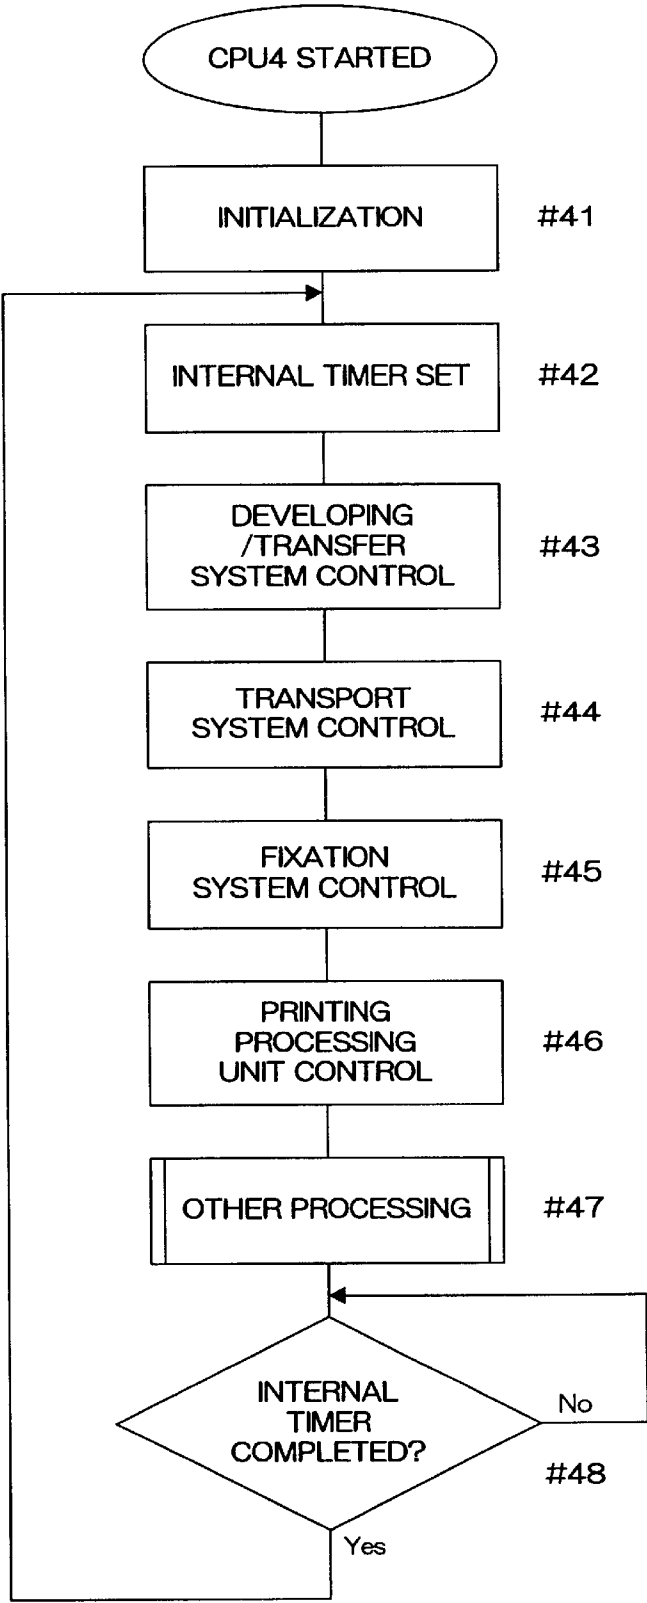 CPU4 STARTED
INITIALIZATION
#41
INTERNAL TIMER SET
#42
DEVELOPING
/TRANSFER
SYSTEM CONTROL
#43
TRANSPORT
SYSTEM CONTROL
#44
FIXATION
SYSTEM CONTROL
#45
PRINTING
PROCESSING
UNIT CONTROL
#46
OTHER PROCESSING
#47
INTERNAL
TIMER
COMPLETED?
No
#48
Yes